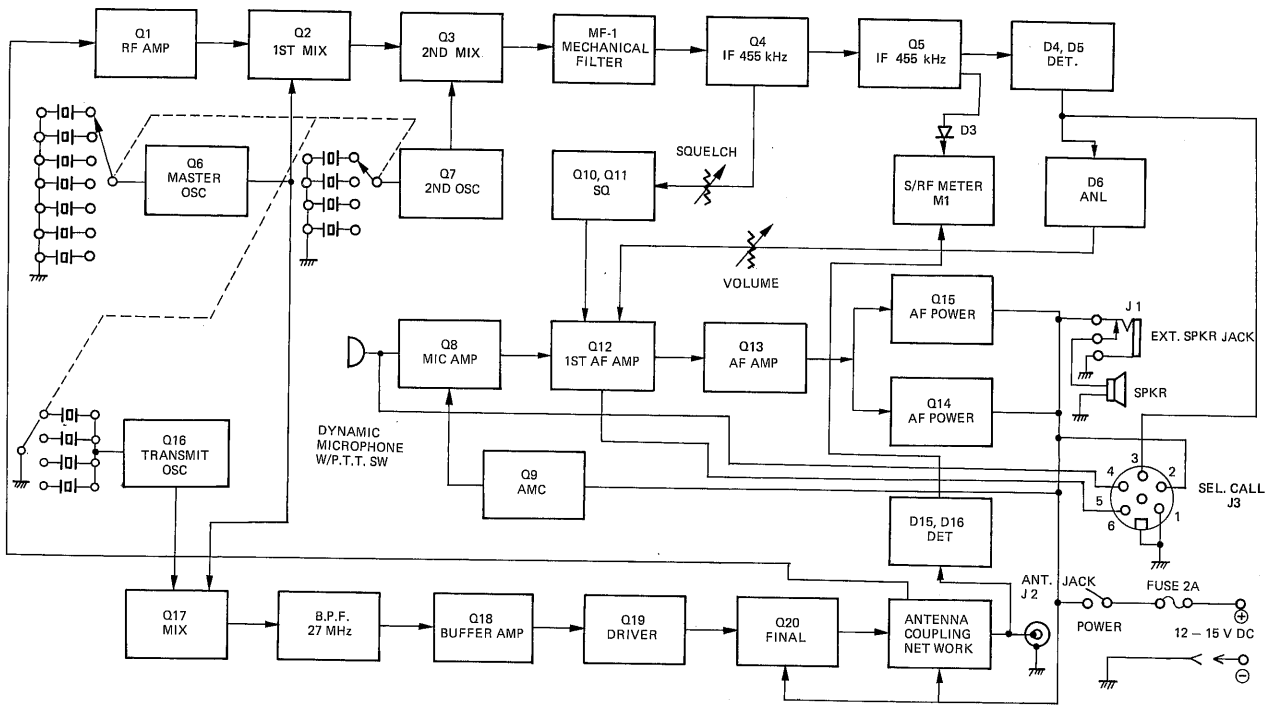 Q1
RF AMP
Q2
1ST MIX
Q3
2ND MIX
MF-1
MECHANICAL
FILTER
Q4
IF 455 kHz
Q5
IF 455 kHz
D4, D5
DET.
D3
SQUELCH
Q6
MASTER
OSC
Q7
2ND OSC
Q10, Q11
SQ
S/RF METER
M1
D6
ANL
VOLUME
Q15
AF POWER
J1
EXT. SPKR JACK
Q8
MIC AMP
Q12
1ST AF AMP
Q13
AF AMP
SPKR
Q14
AF POWER
DYNAMIC
MICROPHONE
W/P.T.T. SW
Q16
TRANSMIT
OSC
Q9
AMC
3
4
2
5
6
1
SEL. CALL
J3
D15, D16
DET
ANT. JACK
J2
FUSE 2A
POWER
+
12 – 15 V DC
–
Q17
MIX
B.P.F.
27 MHz
Q18
BUFFER AMP
Q19
DRIVER
Q20
FINAL
ANTENNA
COUPLING
NET WORK